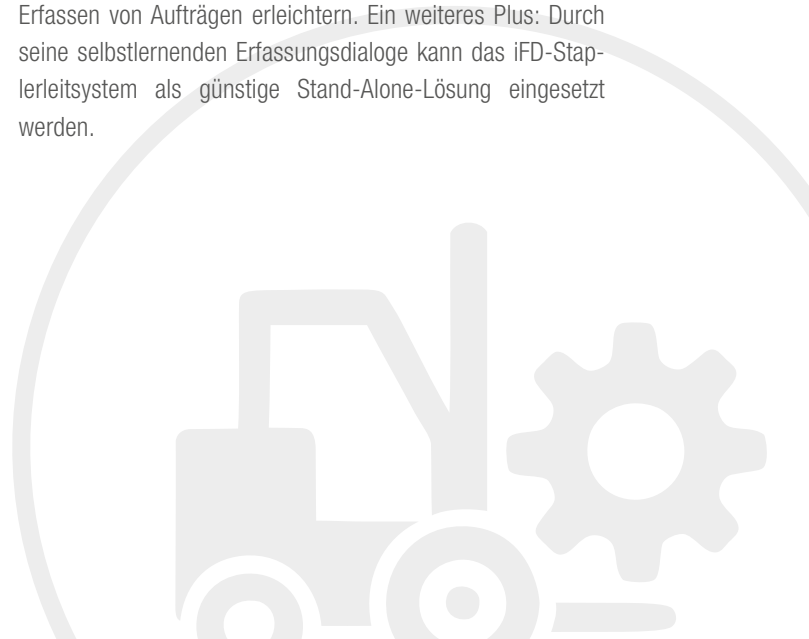 Erfassen von Aufträgen erleichtern. Ein weiteres Plus: Durch
seine selbstlernenden Erfassungsdialoge kann das iFD-Stap-
lerleitsystem als günstige Stand-Alone-Lösung eingesetzt
werden.